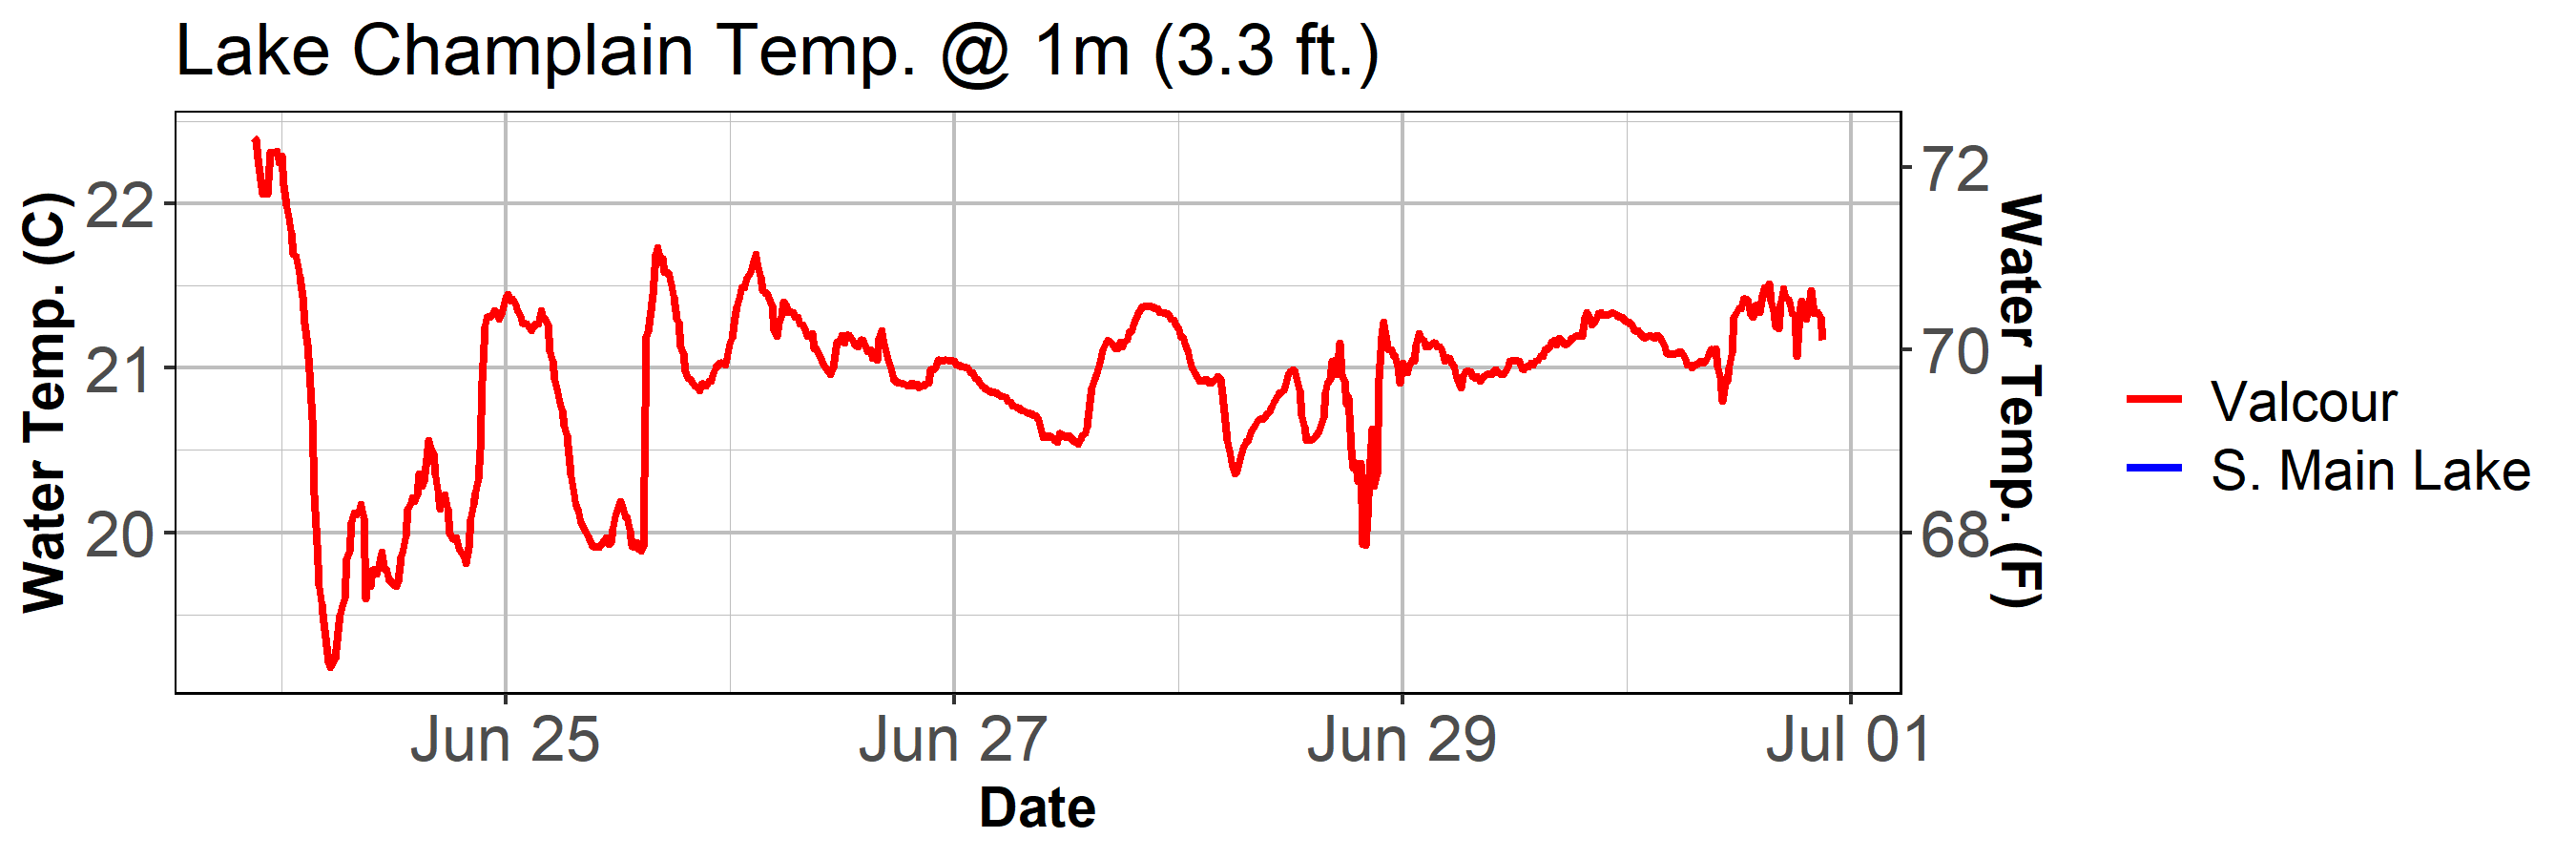 Lake Champlain Temp. @ 1m (3.3 ft.)
Water Temp. (C)
22
21
20
72
70
68
Water Temp. (F)
Jun 25
Jun 27
Jun 29
Jul 01
Date
Valcour
S. Main Lake